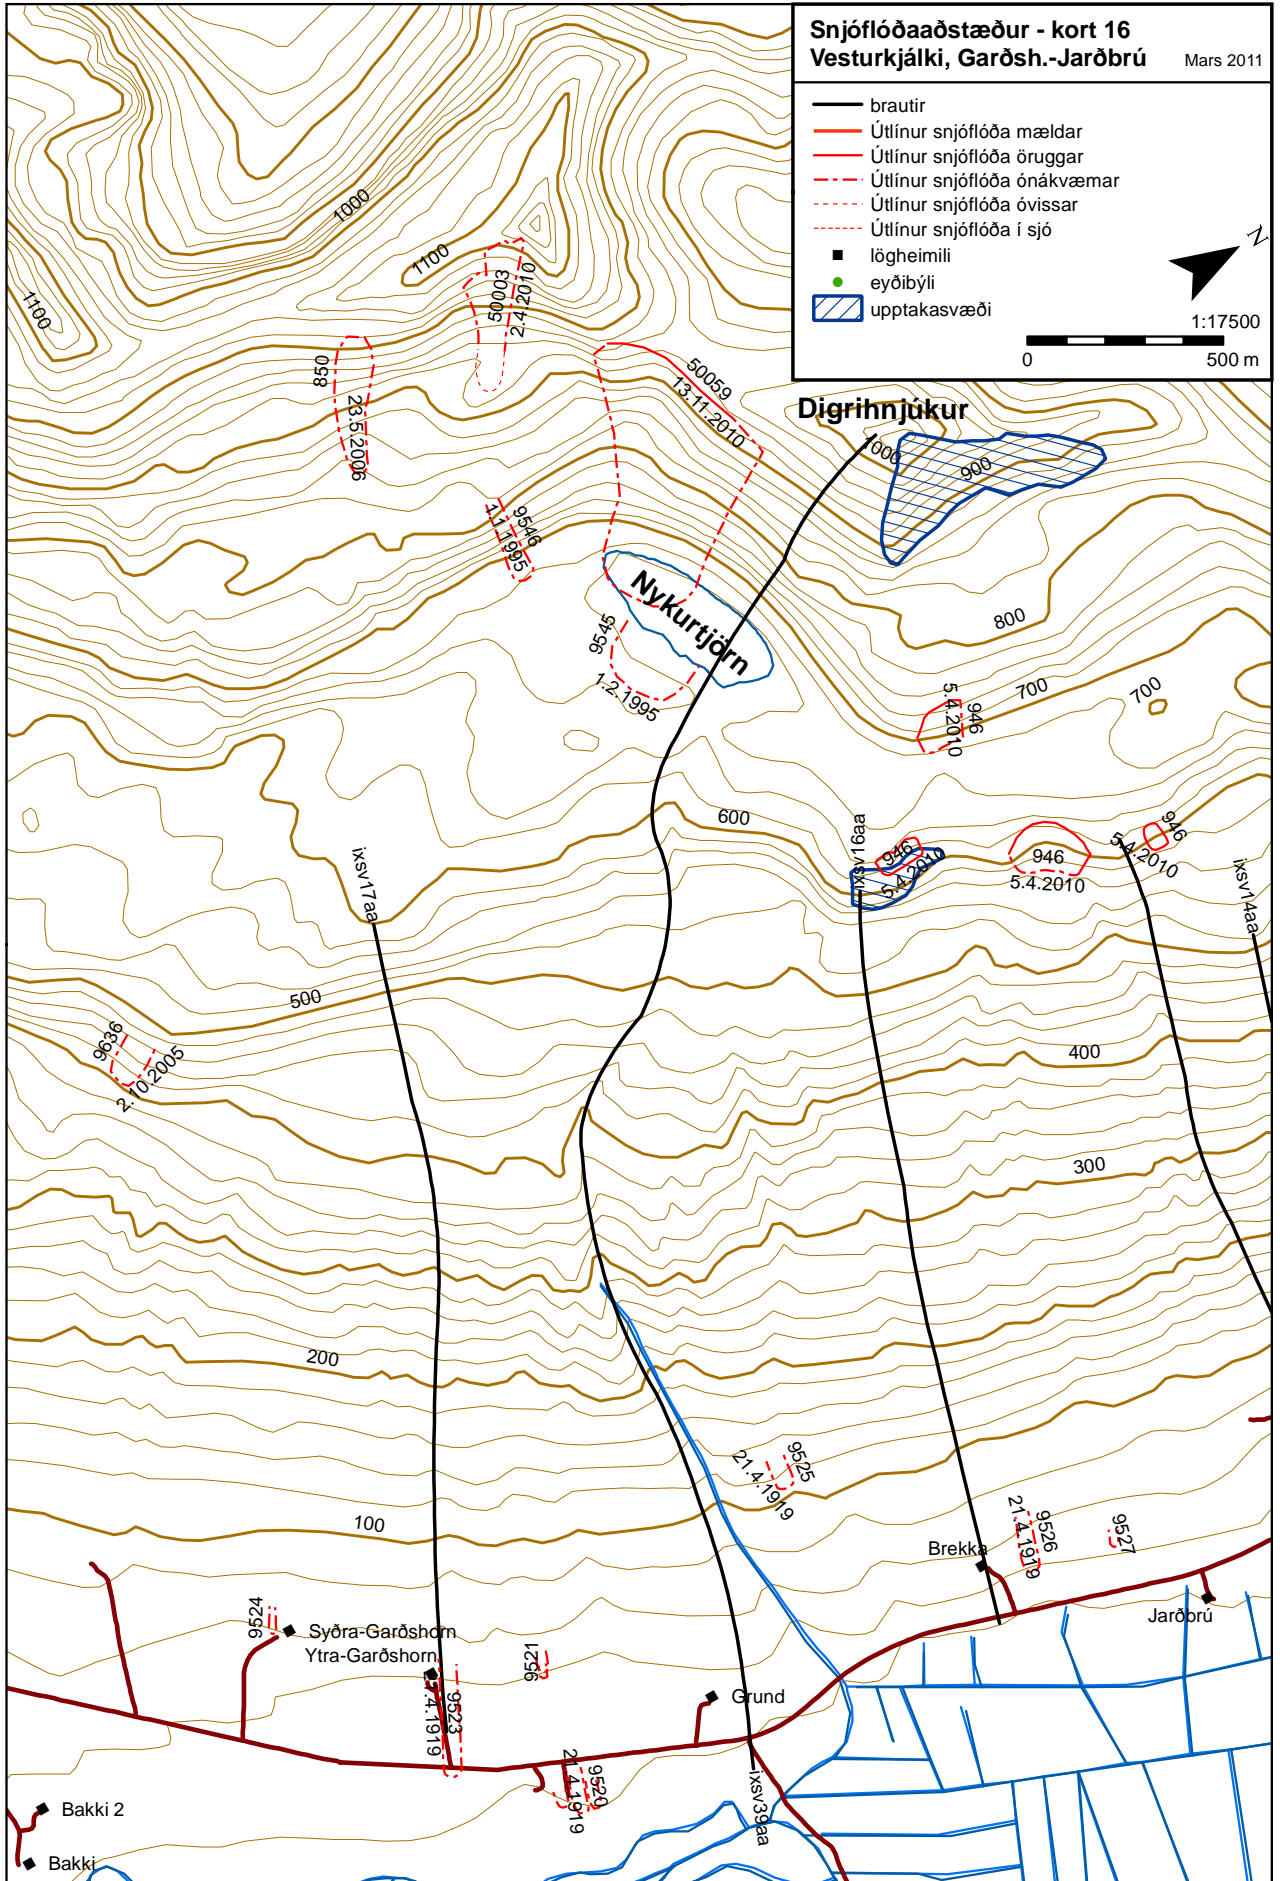 Snjóflóðaaðstæður - kort 16
Vesturkjálki, Garðsh.-Jarðbrú
Mars 2011
brautir
Útlínur snjóflóða mældar
Útlínur snjóflóða öruggar
Útlínur snjóflóða ónákvæmar
Útlínur snjóflóða óvissar
Útlínur snjóflóða í sjó
lögheimili
eyðibýli
upptakasvæði
N
1:17500
0
500 m
1000
1100
1100
50003
2.4.2010
850
23.5.2006
50059
13.11.2010
Digrihnjúkur
1000
900
9546
1.1.1995
Nykurtjörn
9545
1.2.1995
800
700
700
946
5.4.2010
600
ixsv16aa
946
5.4.2010
946
5.4.2010
946
5.4.2010
ixsv14aa
ixsv17aa
500
9636
2.10.2005
400
300
200
9525
21.4.1919
100
21.4.1919
9526
9527
Brekka
Jarðbrú
9524
Syðra-Garðshorn
Ytra-Garðshorn
9521
9523
21.4.1919
Grund
9520
21.4.1919
ixsv39aa
Bakki 2
Bakki